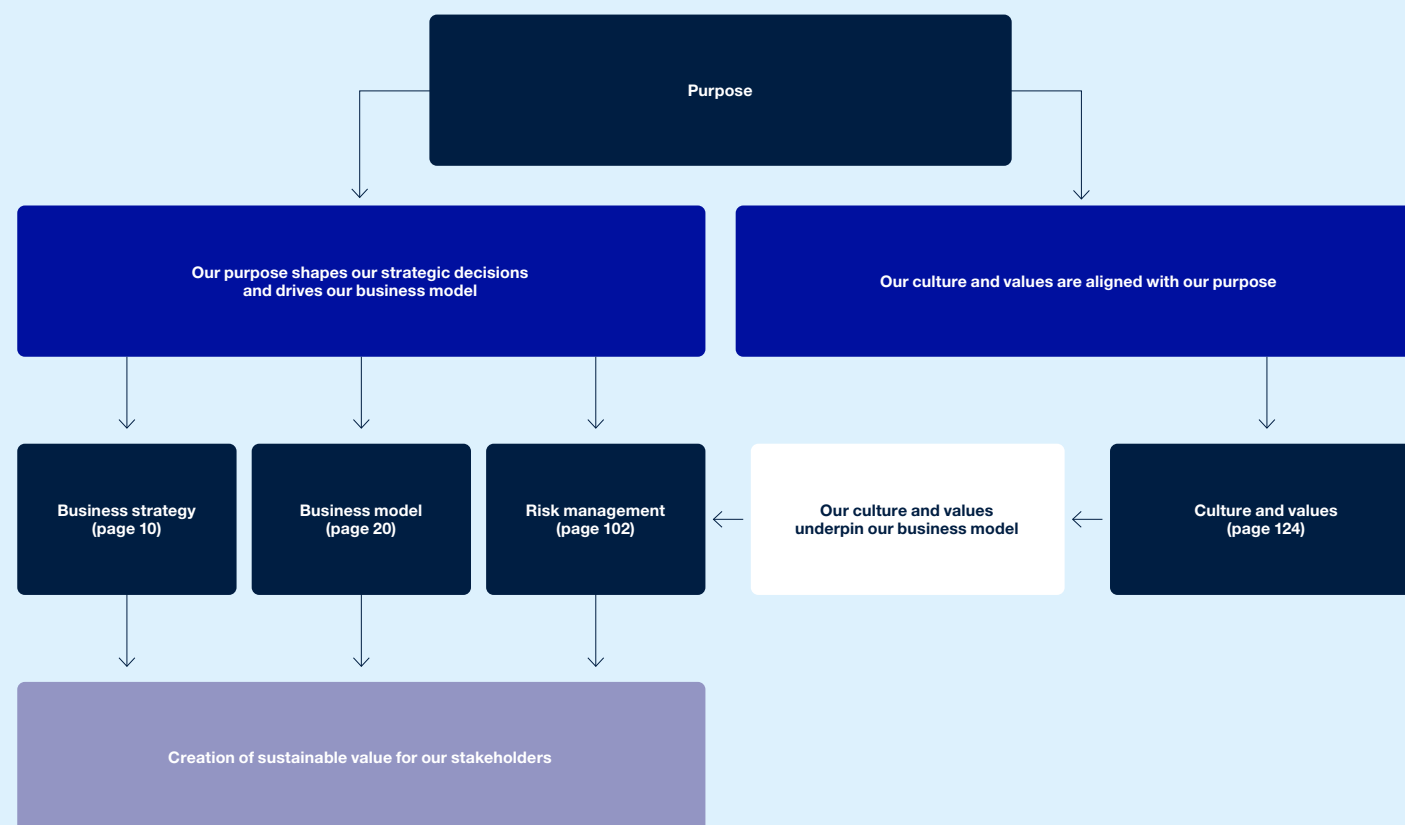 Purpose
Our purpose shapes our strategic decisions
and drives our business model
Our culture and values are aligned with our purpose
Business strategy
(page 10)
Business model
(page 20)
Risk management
(page 102)
Our culture and values
underpin our business model
Culture and values
(page 124)
Creation of sustainable value for our stakeholders